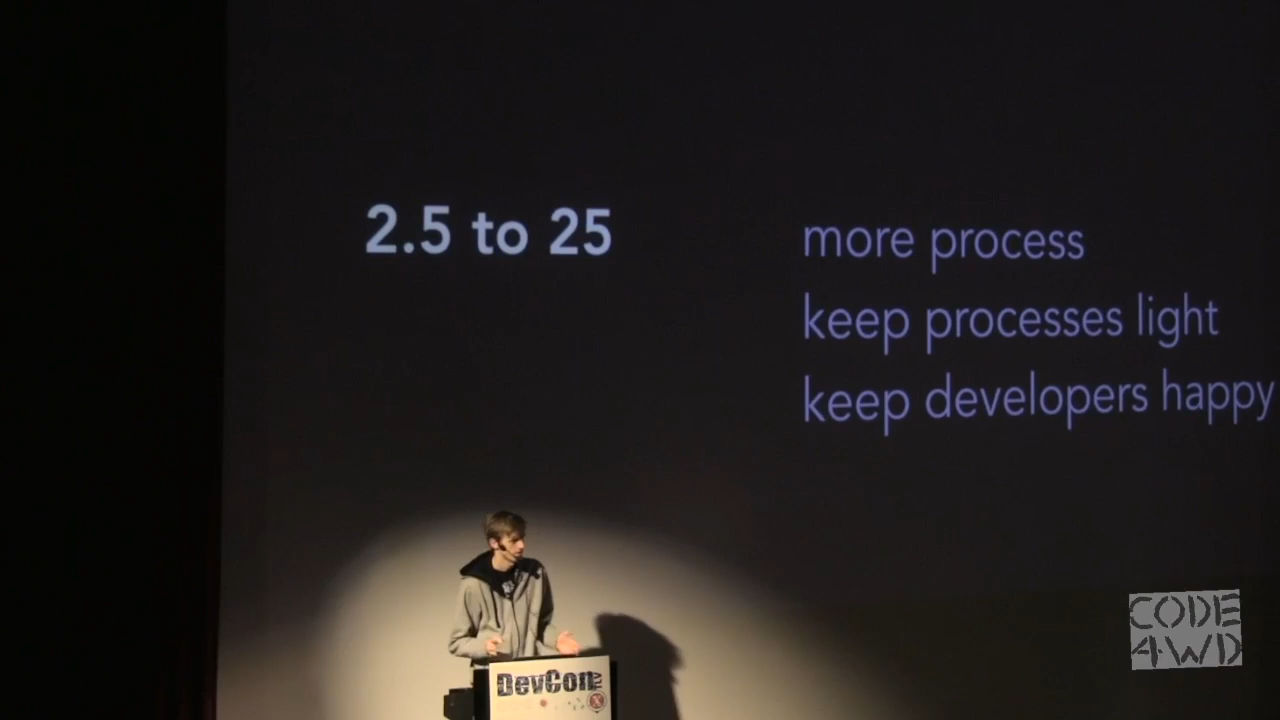 2.5 to 25
more process
keep processes light
keep developers happy
DevCon
CODE
4WD